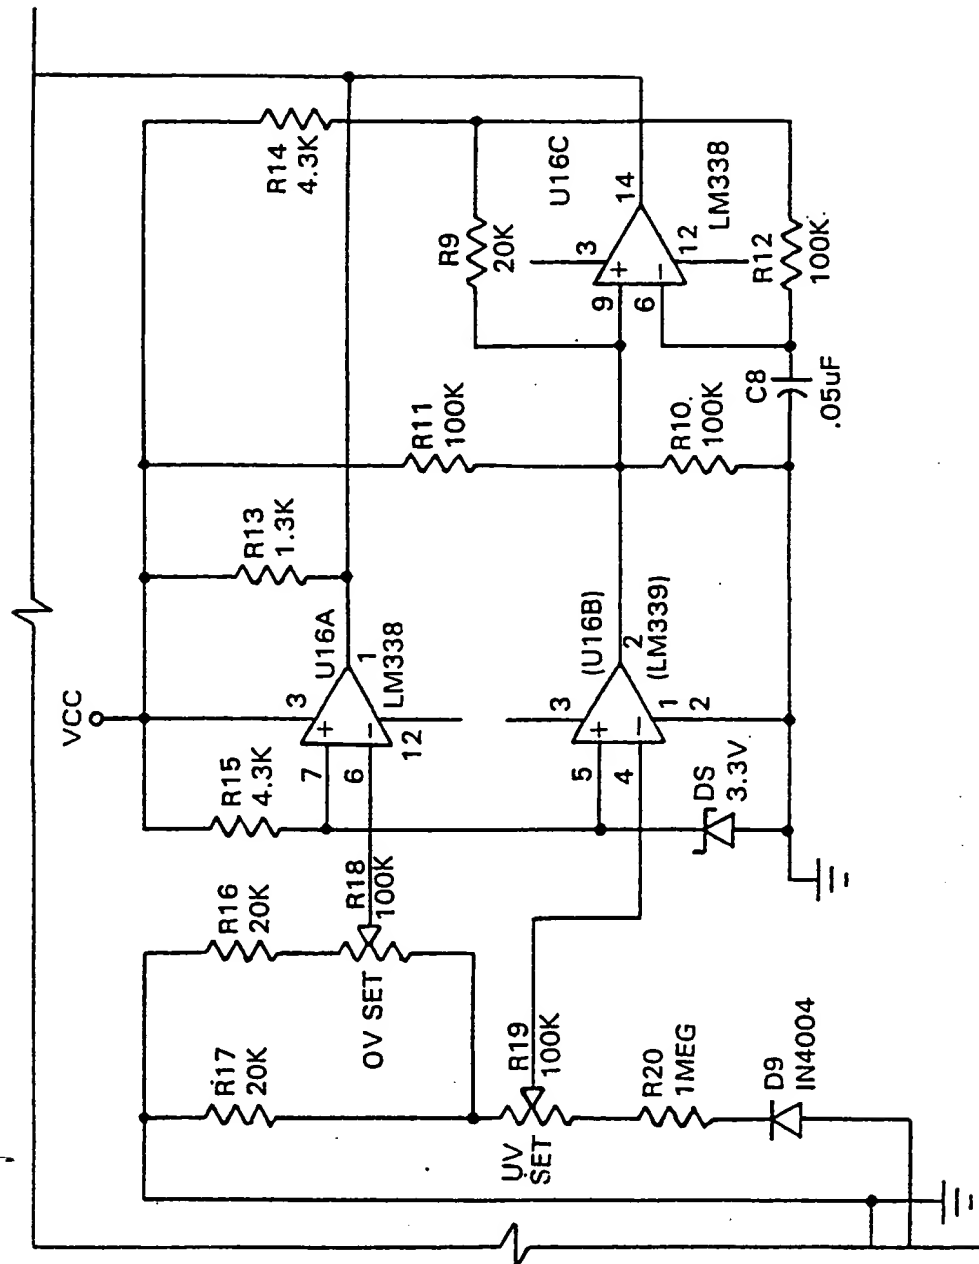 R14
4.3K
R9
20K
U16C
14
LM338
3
12
+
−
9
6
R12
100K.
R11
100K
R10.
100K
C8
.05uF
R13
1.3K
VCC
U16A
3
1
LM338
+
−
7
6
12
(U16B)
2
(LM339)
3
1
2
+
−
5
4
R15
4.3K
DS
3.3V
R16
20K
R18
100K
OV SET
R17
20K
R19
100K
UV
SET
R20
1MEG
D9
IN4004